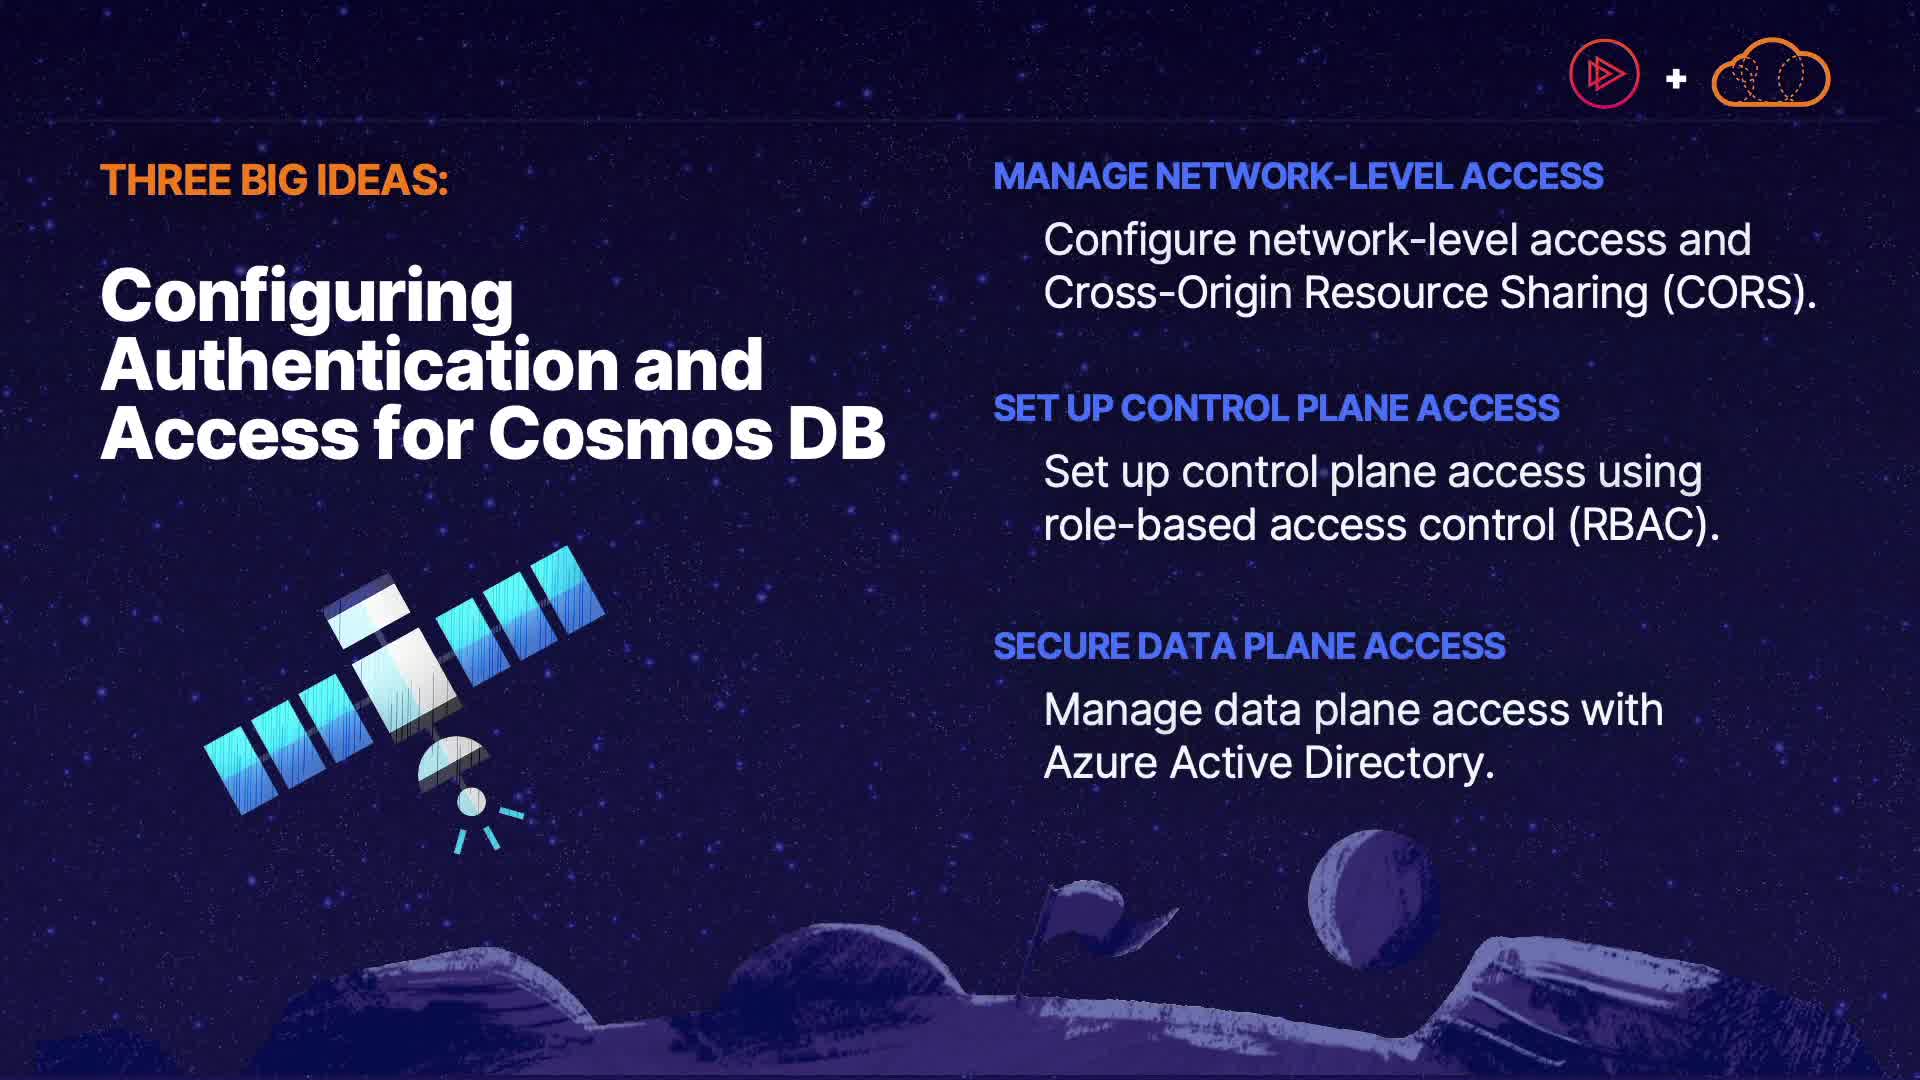 THREE BIG IDEAS:
Configuring
Authentication and
Access for Cosmos DB
MANAGE NETWORK-LEVEL ACCESS
Configure network-level access and
Cross-Origin Resource Sharing (CORS).
SET UP CONTROL PLANE ACCESS
Set up control plane access using
role-based access control (RBAC).
SECURE DATA PLANE ACCESS
Manage data plane access with
Azure Active Directory.